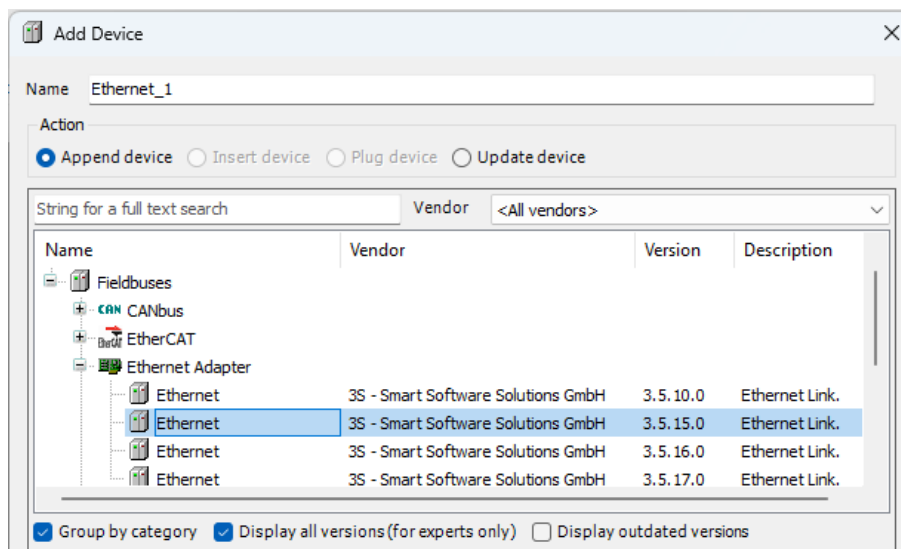 Add Device
Name Ethernet_1
Action
Append device Insert device Plug device Update device
String for a full text search Vendor <All vendors>
Name Vendor Version Description
Fieldbuses
CAN CANbus
EtherCAT EtherCAT
Ethernet Adapter
Ethernet 3S - Smart Software Solutions GmbH 3.5.10.0 Ethernet Link.
Ethernet 3S - Smart Software Solutions GmbH 3.5.15.0 Ethernet Link.
Ethernet 3S - Smart Software Solutions GmbH 3.5.16.0 Ethernet Link.
Ethernet 3S - Smart Software Solutions GmbH 3.5.17.0 Ethernet Link.
Group by category Display all versions (for experts only) Display outdated versions